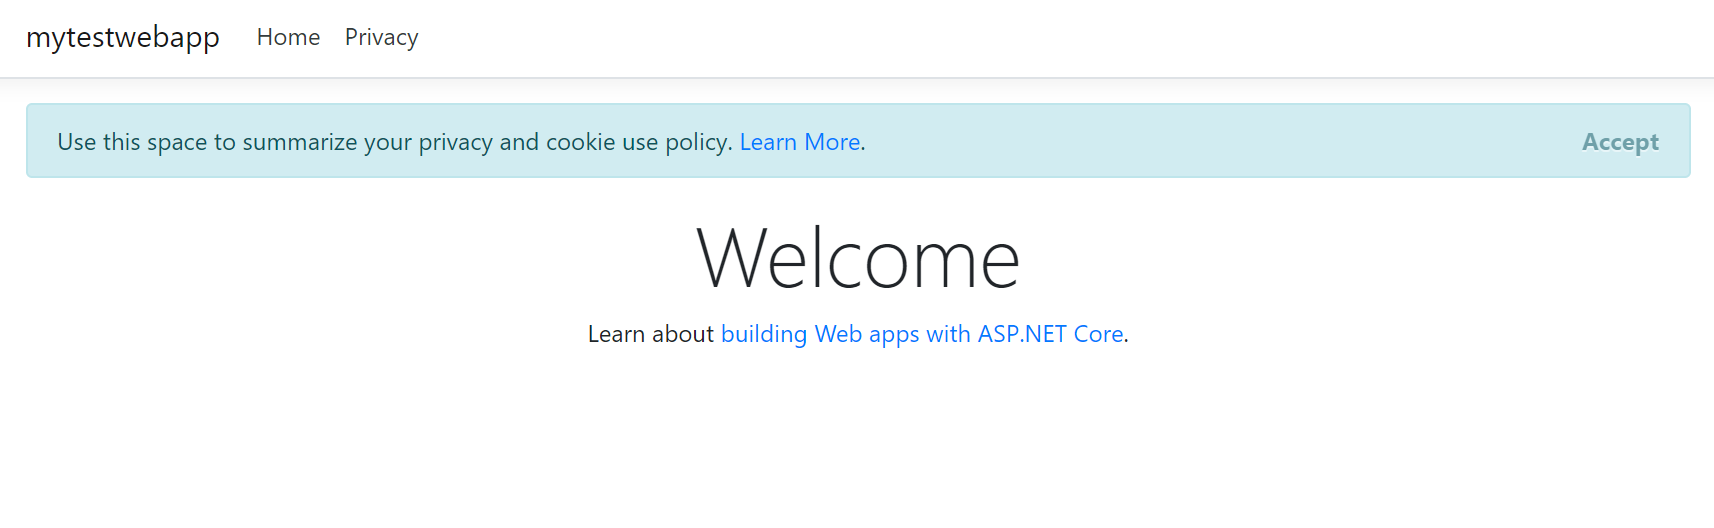 mytestwebapp Home Privacy
Use this space to summarize your privacy and cookie use policy. Learn More. Accept
Welcome
Learn about building Web apps with ASP.NET Core.